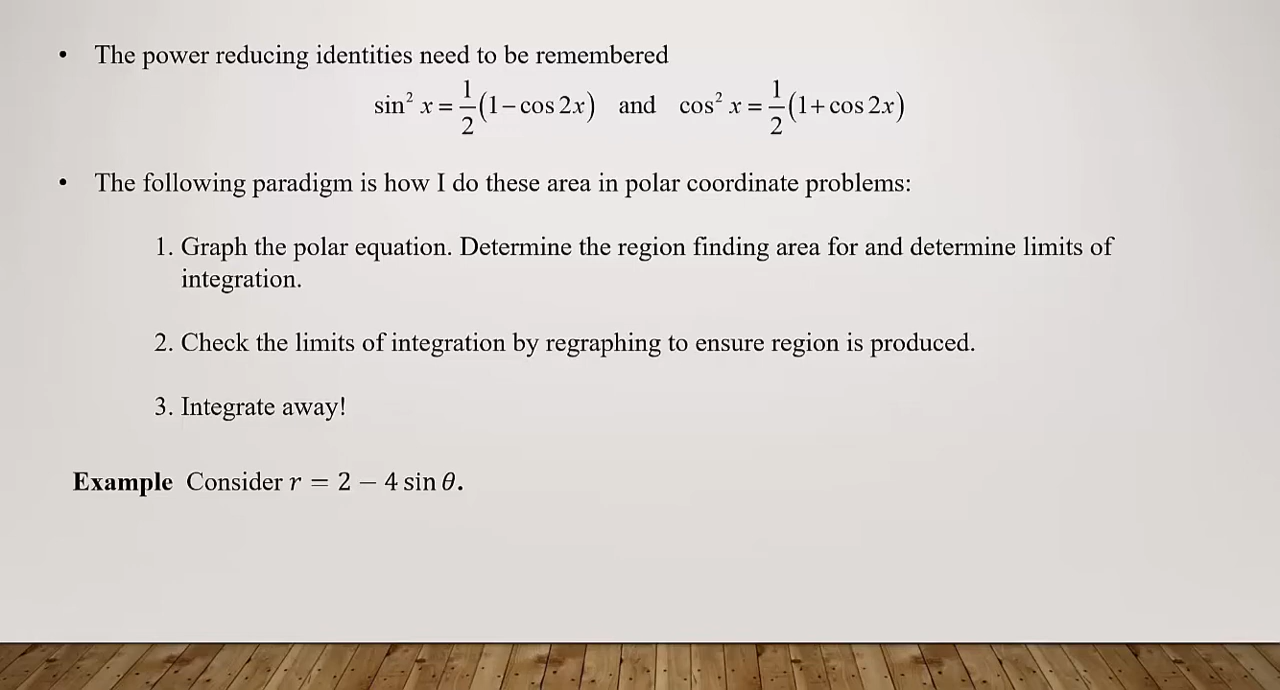 • The power reducing identities need to be remembered
sin² x = 1/2 (1 − cos 2x) and cos² x = 1/2 (1 + cos 2x)
• The following paradigm is how I do these area in polar coordinate problems:
1. Graph the polar equation. Determine the region finding area for and determine limits of
integration.
2. Check the limits of integration by regraphing to ensure region is produced.
3. Integrate away!
Example Consider r = 2 − 4 sin θ.